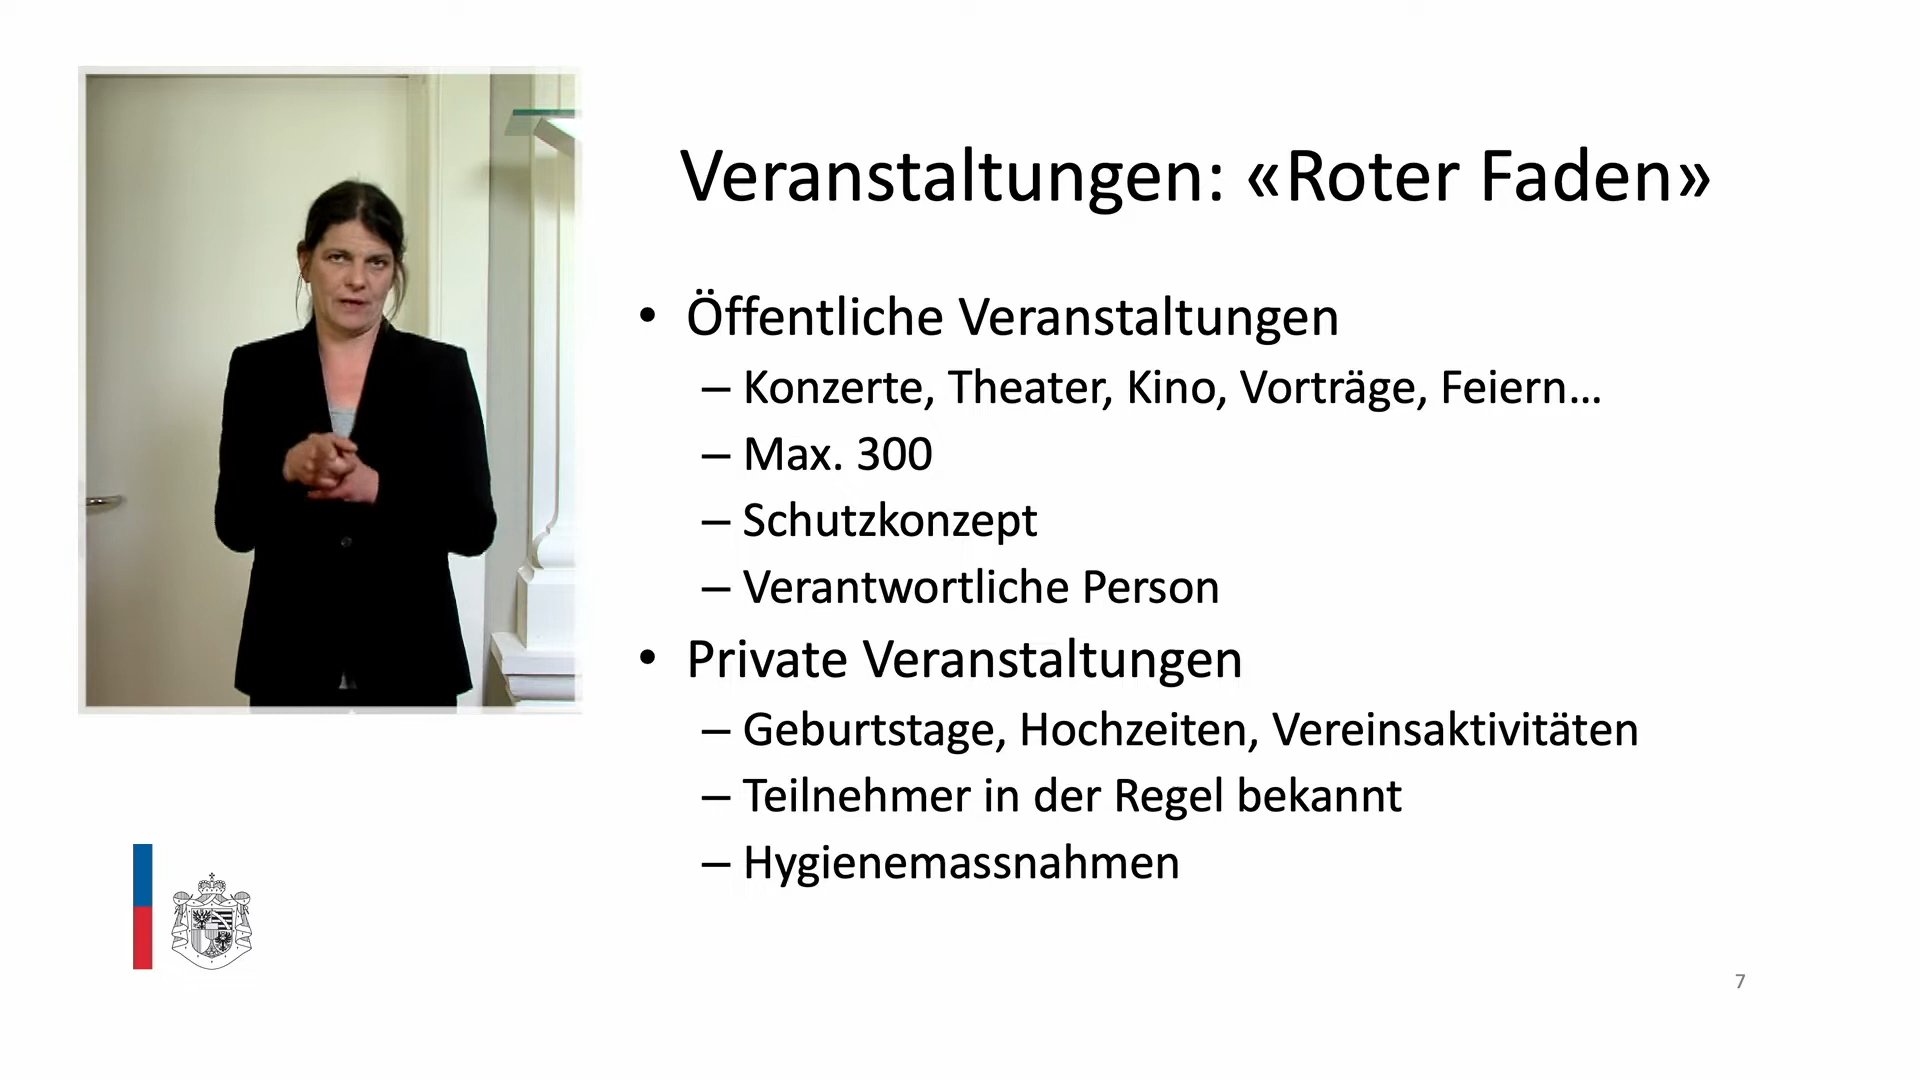 Veranstaltungen: «Roter Faden»
• Öffentliche Veranstaltungen
– Konzerte, Theater, Kino, Vorträge, Feiern...
– Max. 300
– Schutzkonzept
– Verantwortliche Person
• Private Veranstaltungen
– Geburtstage, Hochzeiten, Vereinsaktivitäten
– Teilnehmer in der Regel bekannt
– Hygienemassnahmen
7